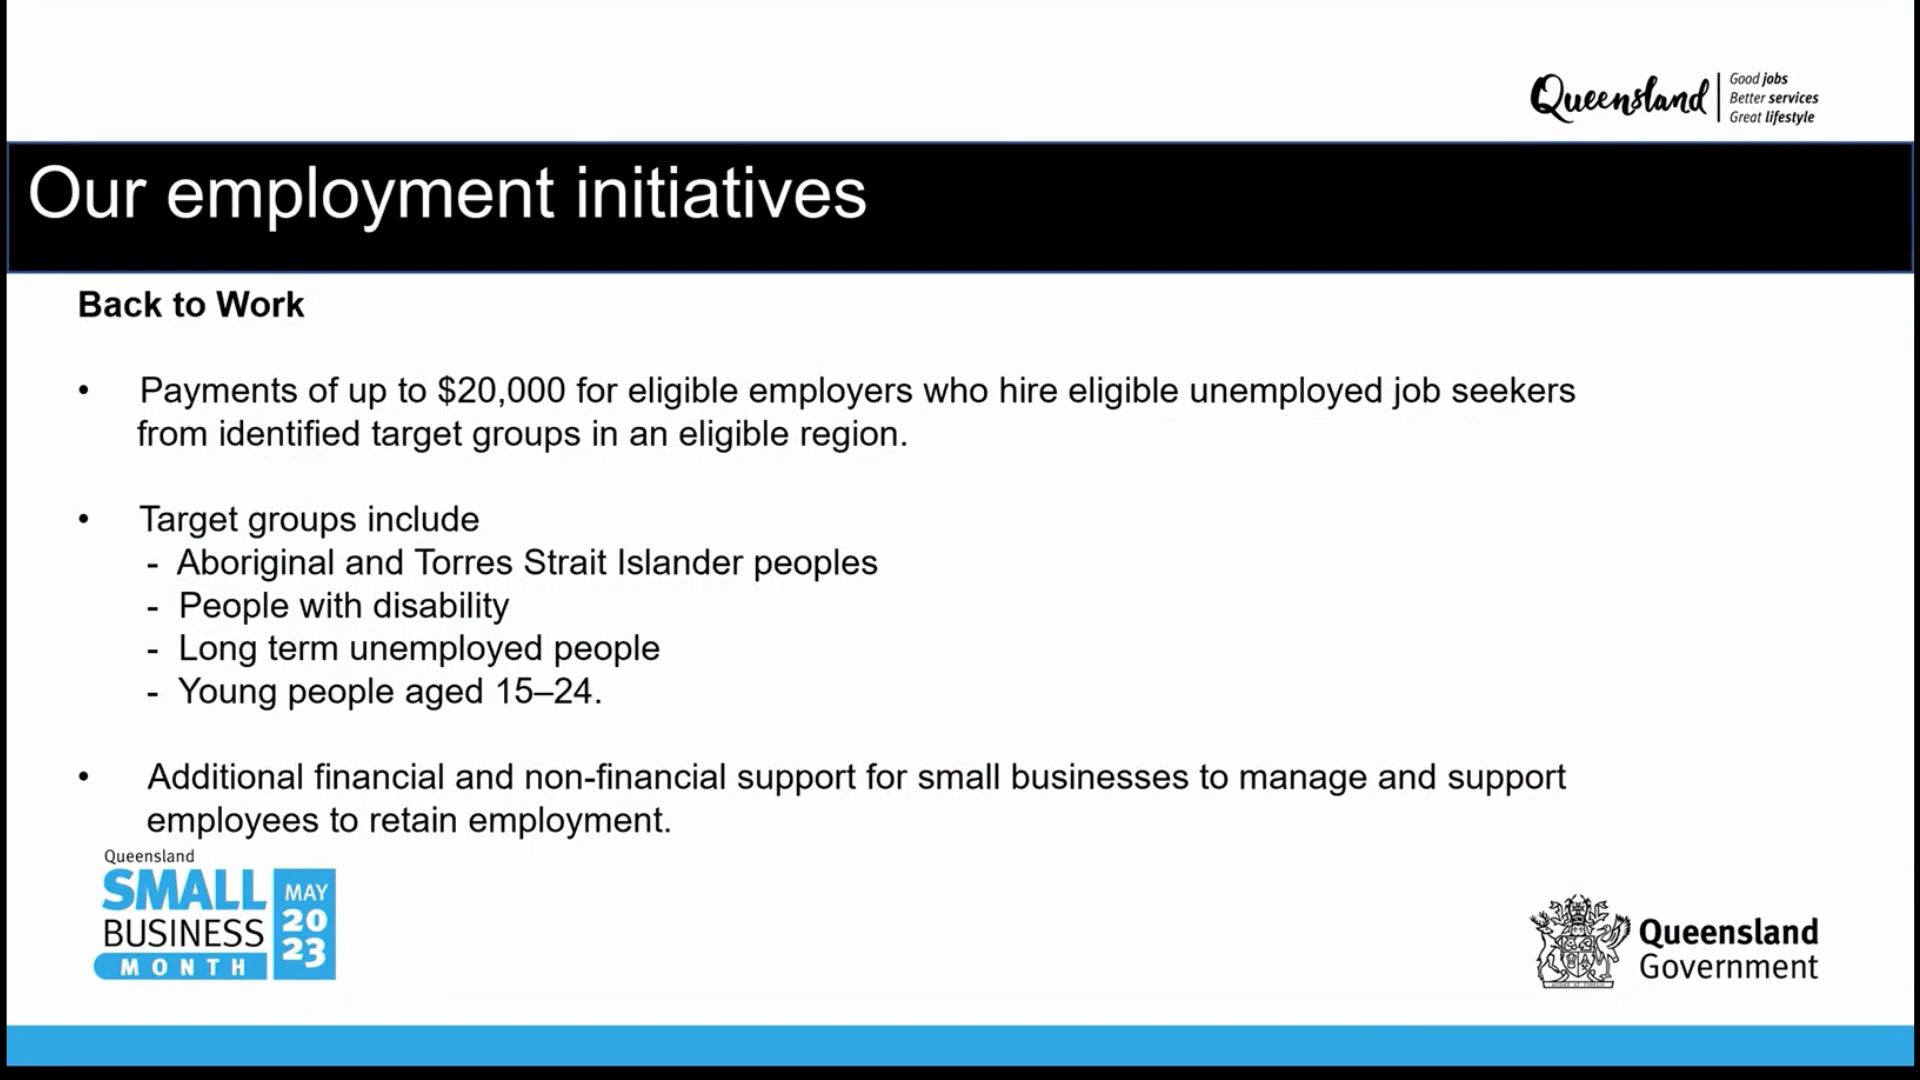 Queensland
Good jobs
Better services
Great lifestyle
Our employment initiatives
Back to Work
• Payments of up to $20,000 for eligible employers who hire eligible unemployed job seekers
from identified target groups in an eligible region.
• Target groups include
- Aboriginal and Torres Strait Islander peoples
- People with disability
- Long term unemployed people
- Young people aged 15–24.
• Additional financial and non-financial support for small businesses to manage and support
employees to retain employment.
Queensland
SMALL
BUSINESS
MONTH
MAY
20
23
Queensland
Government